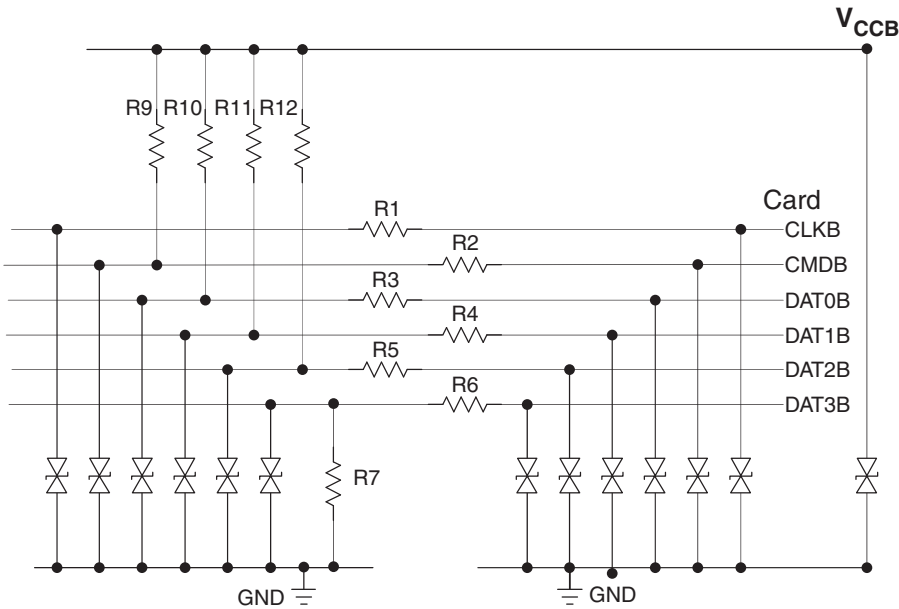 V_CCB
R9 R10 R11 R12
Card
R1
CLKB
R2
CMDB
R3
DAT0B
R4
DAT1B
R5
DAT2B
R6
DAT3B
R7
GND
GND